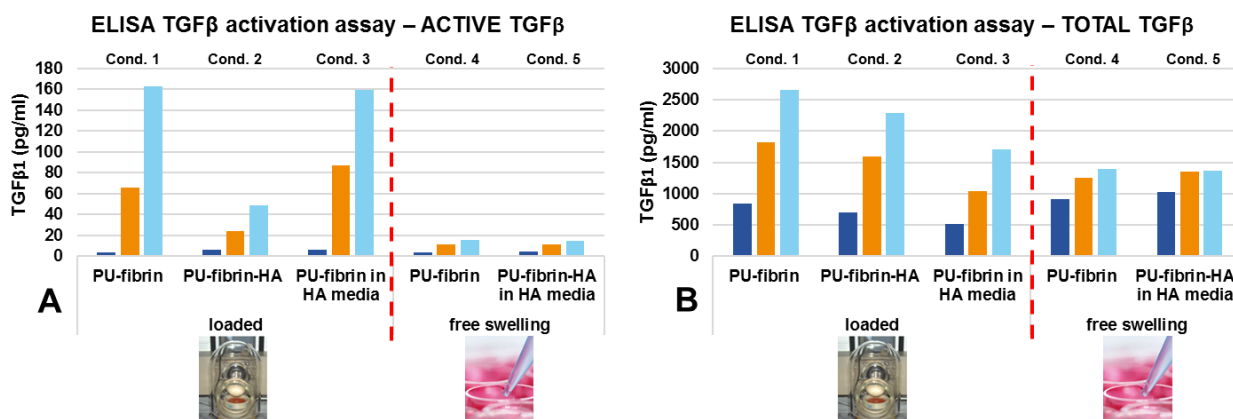 ELISA TGFβ activation assay – ACTIVE TGFβ
Cond. 1 Cond. 2 Cond. 3 Cond. 4 Cond. 5
TGFβ1 (pg/ml)
180
160
140
120
100
80
60
40
20
0
PU-fibrin PU-fibrin-HA PU-fibrin in HA media PU-fibrin PU-fibrin-HA in HA media
A
loaded free swelling
ELISA TGFβ activation assay – TOTAL TGFβ
Cond. 1 Cond. 2 Cond. 3 Cond. 4 Cond. 5
TGFβ1 (pg/ml)
3000
2500
2000
1500
1000
500
0
PU-fibrin PU-fibrin-HA PU-fibrin in HA media PU-fibrin PU-fibrin-HA in HA media
B
loaded free swelling